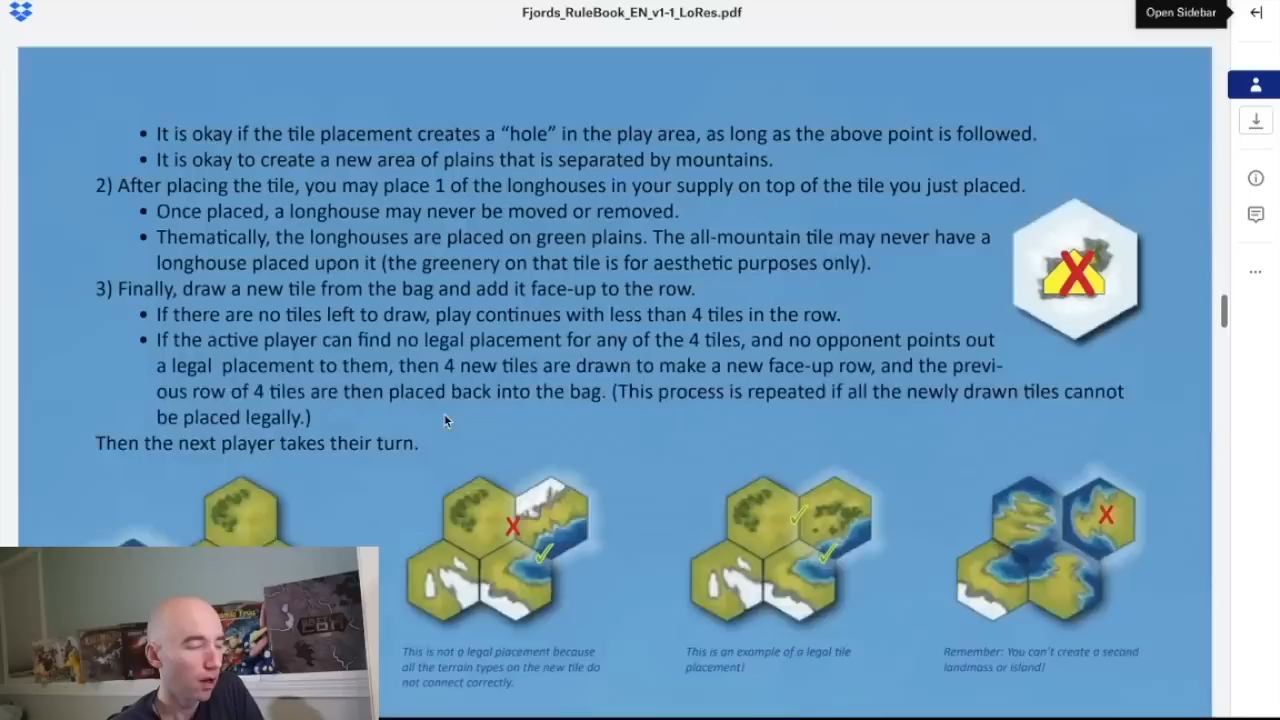 Fjords_RuleBook_EN_v1-1_LoRes.pdf
Open Sidebar
• It is okay if the tile placement creates a “hole” in the play area, as long as the above point is followed.
• It is okay to create a new area of plains that is separated by mountains.
2) After placing the tile, you may place 1 of the longhouses in your supply on top of the tile you just placed.
• Once placed, a longhouse may never be moved or removed.
• Thematically, the longhouses are placed on green plains. The all-mountain tile may never have a
longhouse placed upon it (the greenery on that tile is for aesthetic purposes only).
3) Finally, draw a new tile from the bag and add it face-up to the row.
• If there are no tiles left to draw, play continues with less than 4 tiles in the row.
• If the active player can find no legal placement for any of the 4 tiles, and no opponent points out
a legal placement to them, then 4 new tiles are drawn to make a new face-up row, and the previ-
ous row of 4 tiles are then placed back into the bag. (This process is repeated if all the newly drawn tiles cannot
be placed legally.)
Then the next player takes their turn.
This is not a legal placement because
all the terrain types on the new tile do
not connect correctly.
This is an example of a legal tile
placement!
Remember: You can't create a second
landmass or island!